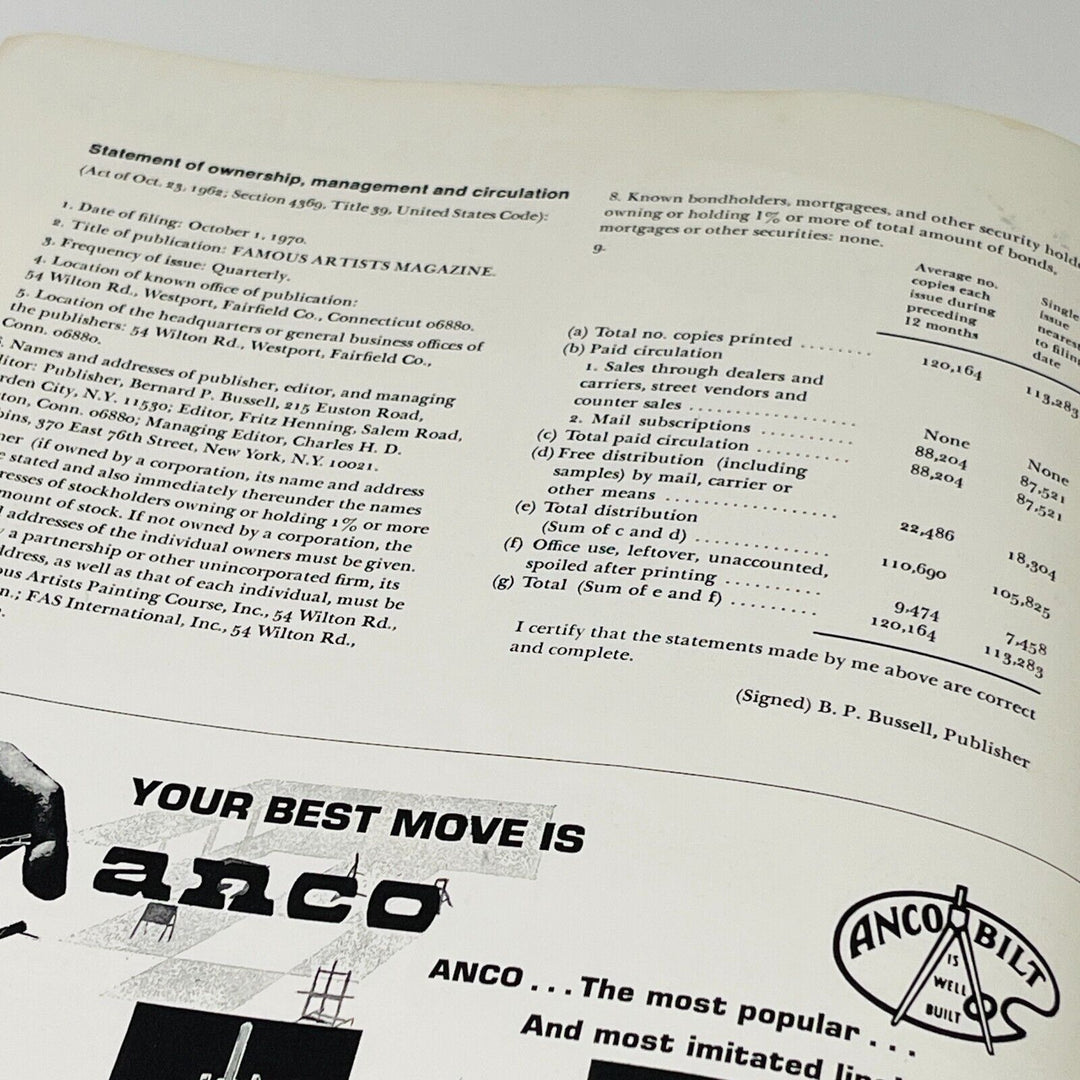 Statement of ownership, management and circulation
(Act of Oct. 23, 1962; Section 4369, Title 39, United States Code):
1. Date of filing: October 1, 1970.
2. Title of publication: FAMOUS ARTISTS MAGAZINE.
3. Frequency of issue: Quarterly.
4. Location of known office of publication:
54 Wilton Rd., Westport, Fairfield Co., Connecticut 06880.
5. Location of the headquarters or general business offices of
the publishers: 54 Wilton Rd., Westport, Fairfield Co.,
Conn. 06880.
. Names and addresses of publisher, editor, and managing
itor: Publisher, Bernard P. Bussell, 215 Euston Road,
rden City, N.Y. 11530; Editor, Fritz Henning, Salem Road,
ton, Conn. 06880; Managing Editor, Charles H. D.
bins, 370 East 76th Street, New York, N.Y. 10021.
ner (if owned by a corporation, its name and address
e stated and also immediately thereunder the names
resses of stockholders owning or holding 1% or more
mount of stock. If not owned by a corporation, the
l addresses of the individual owners must be given.
y a partnership or other unincorporated firm, its
ddress, as well as that of each individual, must be
ous Artists Painting Course, Inc., 54 Wilton Rd.,
n.; FAS International, Inc., 54 Wilton Rd.,
8. Known bondholders, mortgagees, and other security holde
owning or holding 1% or more of total amount of bonds,
mortgages or other securities: none.
9.
Average no. copies each issue during preceding 12 months
Single issue nearest to filing date
(a) Total no. copies printed ........ 120,164 113,283
(b) Paid circulation
1. Sales through dealers and
carriers, street vendors and
counter sales .................. None None
2. Mail subscriptions .......... 88,204 87,521
(c) Total paid circulation .......... 88,204 87,521
(d) Free distribution (including
samples) by mail, carrier or
other means .................. 22,486 18,304
(e) Total distribution
(Sum of c and d) .............. 110,690 105,825
(f) Office use, leftover, unaccounted,
spoiled after printing .......... 9,474 7,458
(g) Total (Sum of e and f) ......... 120,164 113,283
I certify that the statements made by me above are correct
and complete.
(Signed) B. P. Bussell, Publisher
YOUR BEST MOVE IS
anco
ANCO BILT
IS
WELL
BUILT
ANCO ... The most popular ...
And most imitated